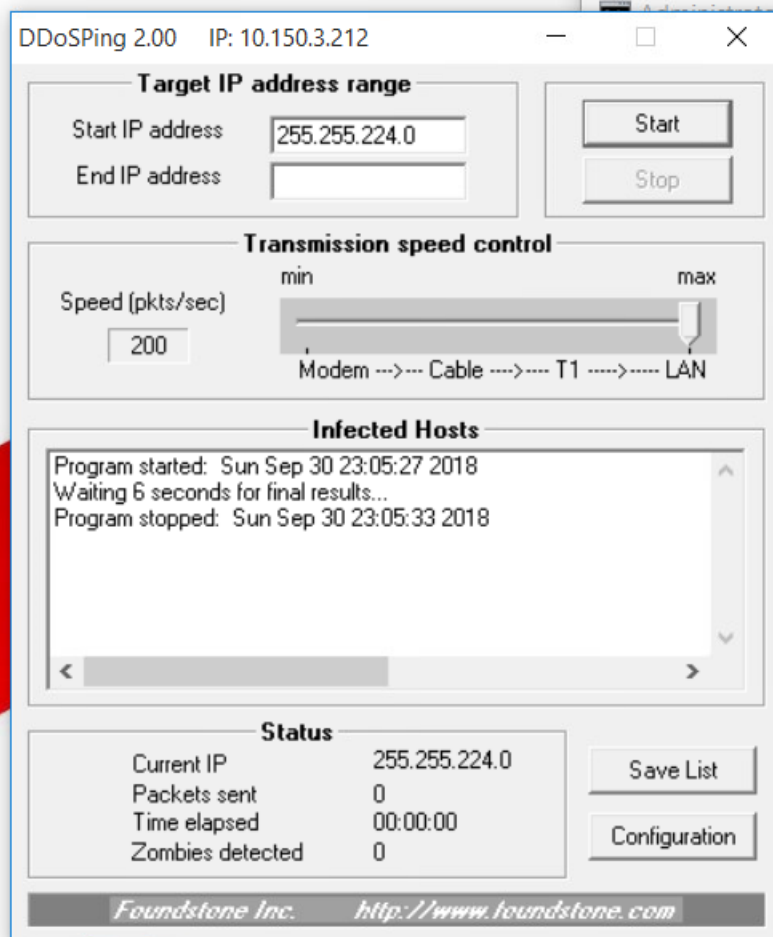 Administrato
DDoSPing 2.00 IP: 10.150.3.212
Target IP address range
Start IP address 255.255.224.0
End IP address
Start
Stop
Transmission speed control
min max
Speed (pkts/sec)
200
Modem --->--- Cable ---->---- T1 ----->----- LAN
Infected Hosts
Program started: Sun Sep 30 23:05:27 2018
Waiting 6 seconds for final results...
Program stopped: Sun Sep 30 23:05:33 2018
Status
Current IP 255.255.224.0
Packets sent 0
Time elapsed 00:00:00
Zombies detected 0
Save List
Configuration
Foundstone Inc. http://www.foundstone.com